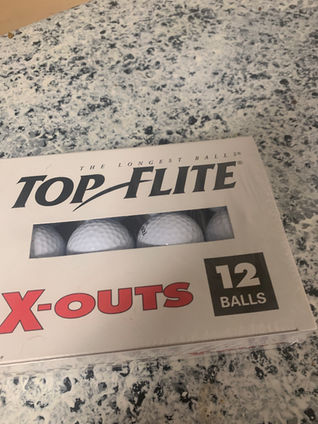 THE LONGEST BALL®
TOP-FLITE®
X-OUTS
12
BALLS